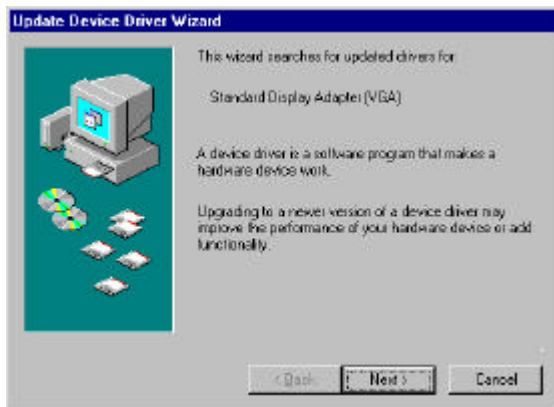 Update Device Driver Wizard
This wizard searches for updated drivers for:
Standard Display Adapter (VGA)
A device driver is a software program that makes a
hardware device work.
Upgrading to a newer version of a device driver may
improve the performance of your hardware device or add
functionality.
< Back
Next >
Cancel